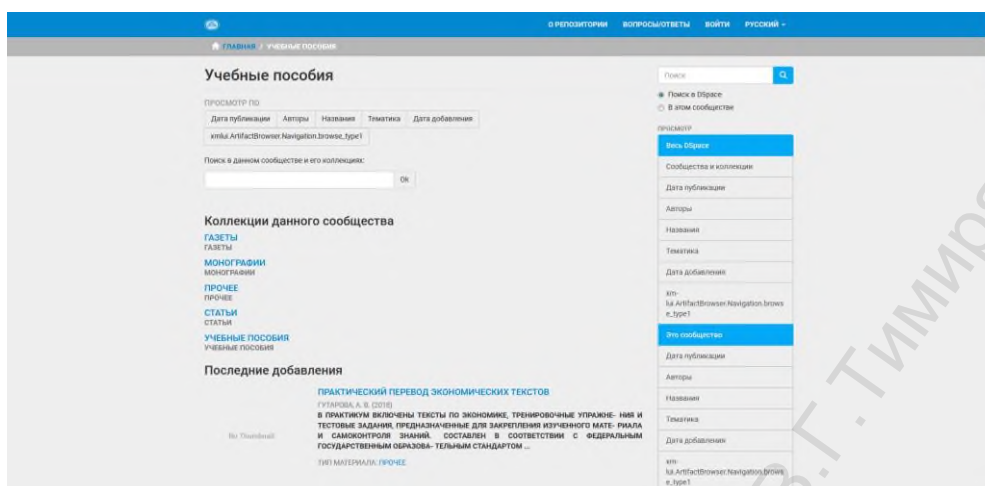 О РЕПОЗИТОРИИ ВОПРОСЫ/ОТВЕТЫ ВОЙТИ РУССКИЙ
ГЛАВНАЯ / УЧЕБНЫЕ ПОСОБИЯ
Учебные пособия
ПРОСМОТР ПО
Дата публикации Авторы Названия Тематика Дата добавления
xmlui.ArtifactBrowser.Navigation.browse_type1
Поиск в данном сообществе и его коллекциях:
Ok
Коллекции данного сообщества
ГАЗЕТЫ
ГАЗЕТЫ
МОНОГРАФИИ
МОНОГРАФИИ
ПРОЧЕЕ
ПРОЧЕЕ
СТАТЬИ
СТАТЬИ
УЧЕБНЫЕ ПОСОБИЯ
УЧЕБНЫЕ ПОСОБИЯ
Последние добавления
No Thumbnail
ПРАКТИЧЕСКИЙ ПЕРЕВОД ЭКОНОМИЧЕСКИХ ТЕКСТОВ
ГУТАРОВА, А. В. (2016)
В ПРАКТИКУМ ВКЛЮЧЕНЫ ТЕКСТЫ ПО ЭКОНОМИКЕ, ТРЕНИРОВОЧНЫЕ УПРАЖНЕ- НИЯ И
ТЕСТОВЫЕ ЗАДАНИЯ, ПРЕДНАЗНАЧЕННЫЕ ДЛЯ ЗАКРЕПЛЕНИЯ ИЗУЧЕННОГО МАТЕ- РИАЛА
И САМОКОНТРОЛЯ ЗНАНИЙ. СОСТАВЛЕН В СООТВЕТСТВИИ С ФЕДЕРАЛЬНЫМ
ГОСУДАРСТВЕННЫМ ОБРАЗОВА- ТЕЛЬНЫМ СТАНДАРТОМ ...
ТИП МАТЕРИАЛА: ПРОЧЕЕ
Поиск
Поиск в DSpace
В этом сообществе
ПРОСМОТР
Весь DSpace
Сообщества и коллекции
Дата публикации
Авторы
Названия
Тематика
Дата добавления
xm-
lui.ArtifactBrowser.Navigation.brows
e_type1
Это сообщество
Дата публикации
Авторы
Названия
Тематика
Дата добавления
xm-
lui.ArtifactBrowser.Navigation.brows
e_type1